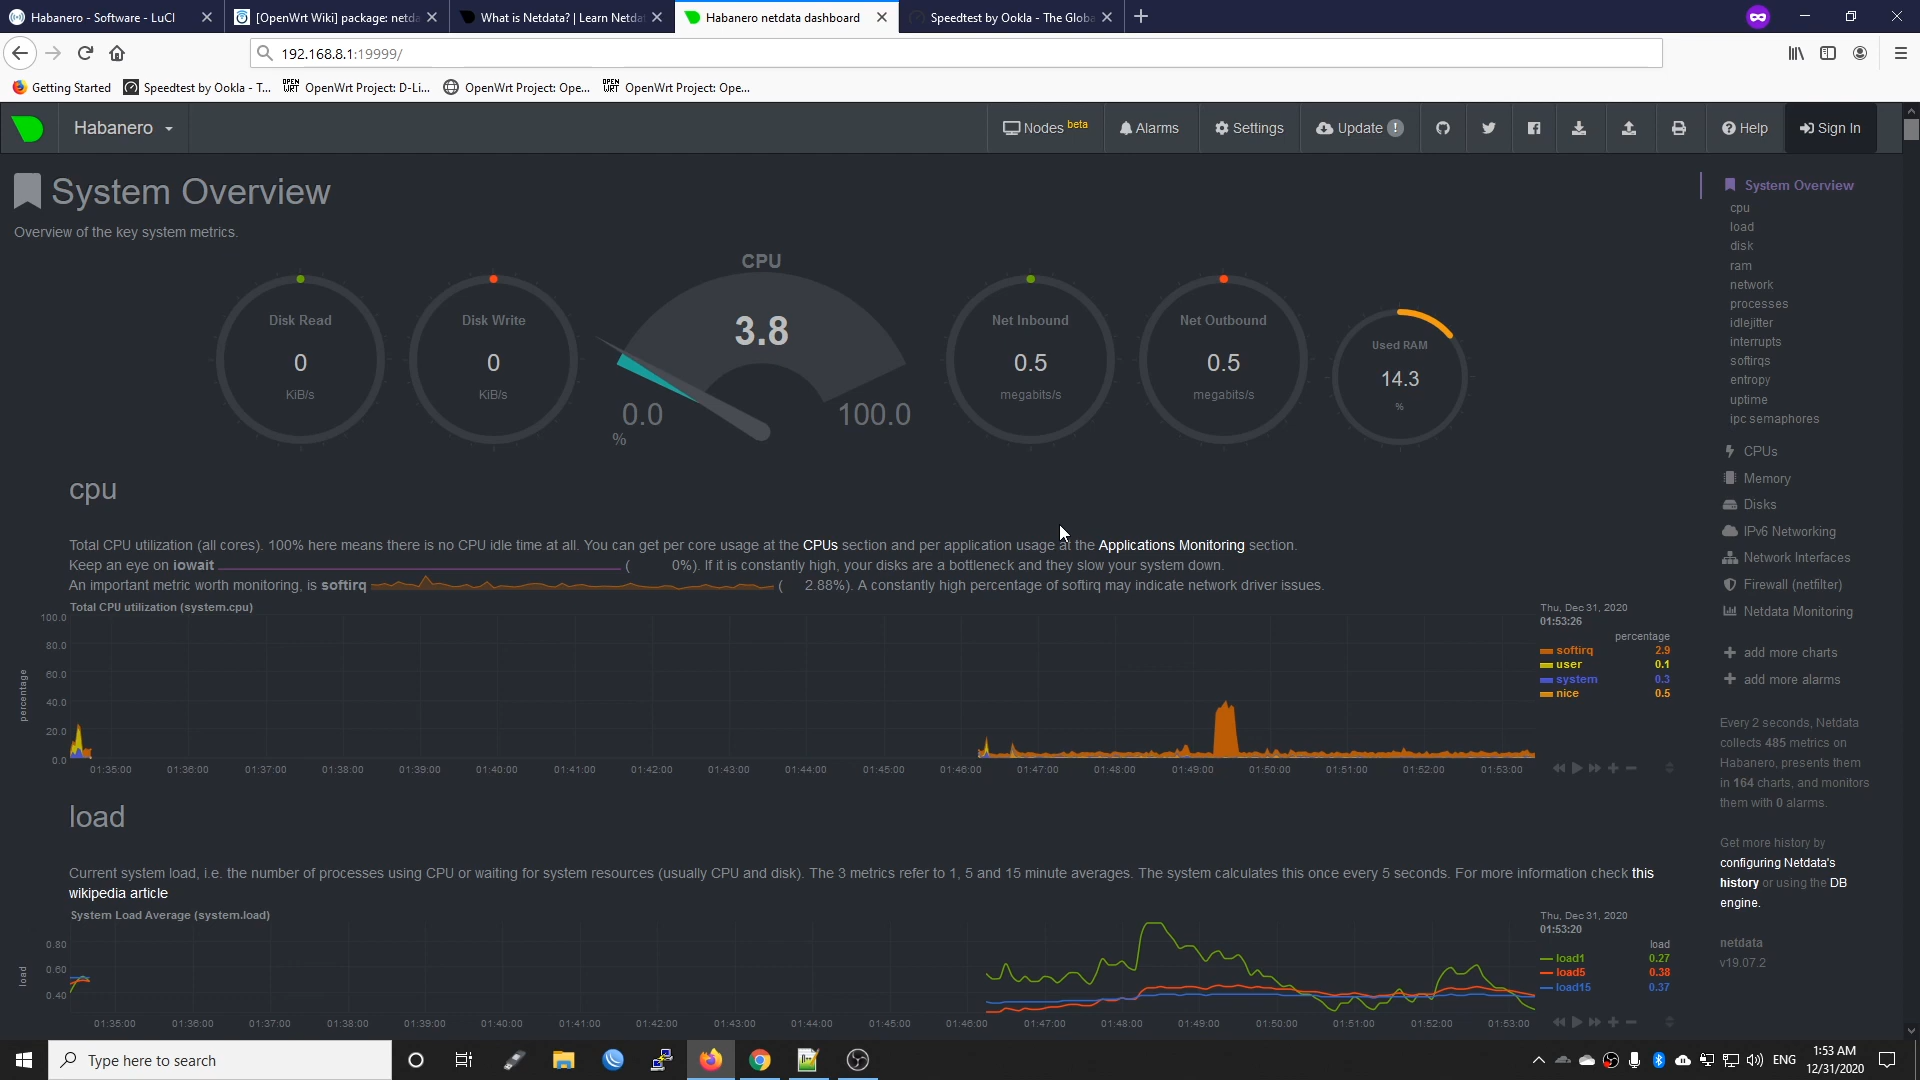 Habanero - Software - LuCI
[OpenWrt Wiki] package: netda
What is Netdata? | Learn Netda
Habanero netdata dashboard
Speedtest by Ookla - The Globa
192.168.8.1:19999/
Getting Started
Speedtest by Ookla - T...
OpenWrt Project: D-Li...
OpenWrt Project: Ope...
OpenWrt Project: Ope...
Habanero
Nodes beta
Alarms
Settings
Update
Help
Sign In
System Overview
Overview of the key system metrics.
Disk Read
0
KiB/s
Disk Write
0
KiB/s
CPU
3.8
0.0
100.0
%
Net Inbound
0.5
megabits/s
Net Outbound
0.5
megabits/s
Used RAM
14.3
%
cpu
Total CPU utilization (all cores). 100% here means there is no CPU idle time at all. You can get per core usage at the CPUs section and per application usage at the Applications Monitoring section.
Keep an eye on iowait ( 0%). If it is constantly high, your disks are a bottleneck and they slow your system down.
An important metric worth monitoring, is softirq ( 2.88%). A constantly high percentage of softirq may indicate network driver issues.
Total CPU utilization (system.cpu)
percentage
100.0
80.0
60.0
40.0
20.0
0.0
01:35:00 01:36:00 01:37:00 01:38:00 01:39:00 01:40:00 01:41:00 01:42:00 01:43:00 01:44:00 01:45:00 01:46:00 01:47:00 01:48:00 01:49:00 01:50:00 01:51:00 01:52:00 01:53:00
Thu, Dec 31, 2020
01:53:26
percentage
softirq 2.9
user 0.1
system 0.3
nice 0.5
load
Current system load, i.e. the number of processes using CPU or waiting for system resources (usually CPU and disk). The 3 metrics refer to 1, 5 and 15 minute averages. The system calculates this once every 5 seconds. For more information check this
wikipedia article
System Load Average (system.load)
load
0.80
0.60
0.40
01:35:00 01:36:00 01:37:00 01:38:00 01:39:00 01:40:00 01:41:00 01:42:00 01:43:00 01:44:00 01:45:00 01:46:00 01:47:00 01:48:00 01:49:00 01:50:00 01:51:00 01:52:00 01:53:00
Thu, Dec 31, 2020
01:53:20
load
load1 0.27
load5 0.38
load15 0.37
System Overview
cpu
load
disk
ram
network
processes
idlejitter
interrupts
softirqs
entropy
uptime
ipc semaphores
CPUs
Memory
Disks
IPv6 Networking
Network Interfaces
Firewall (netfilter)
Netdata Monitoring
add more charts
add more alarms
Every 2 seconds, Netdata
collects 485 metrics on
Habanero, presents them
in 164 charts, and monitors
them with 0 alarms.
Get more history by
configuring Netdata's
history or using the DB
engine.
netdata
v19.07.2
Type here to search
ENG
1:53 AM
12/31/2020